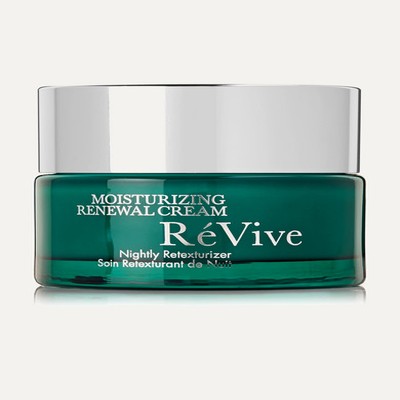 MOISTURIZING
RENEWAL CREAM
RéVive
Nightly Retexturizer
Soin Retexturant de Nuit